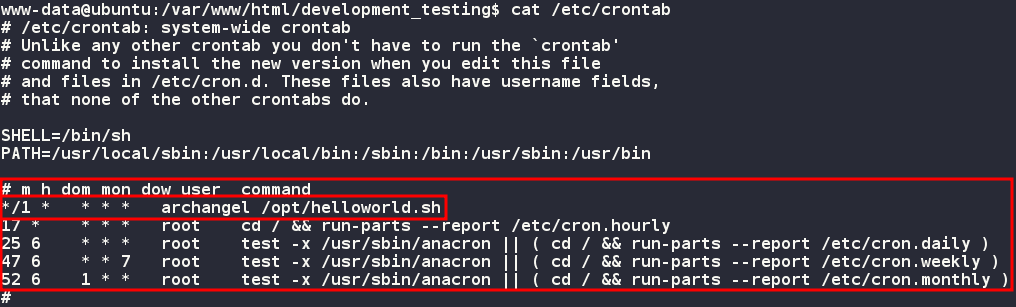 www-data@ubuntu:/var/www/html/development_testing$ cat /etc/crontab
# /etc/crontab: system-wide crontab
# Unlike any other crontab you don't have to run the `crontab'
# command to install the new version when you edit this file
# and files in /etc/cron.d. These files also have username fields,
# that none of the other crontabs do.

SHELL=/bin/sh
PATH=/usr/local/sbin:/usr/local/bin:/sbin:/bin:/usr/sbin:/usr/bin

# m h dom mon dow user  command
*/1 *   * * *   archangel /opt/helloworld.sh
17 *    * * *   root    cd / && run-parts --report /etc/cron.hourly
25 6    * * *   root    test -x /usr/sbin/anacron || ( cd / && run-parts --report /etc/cron.daily )
47 6    * * 7   root    test -x /usr/sbin/anacron || ( cd / && run-parts --report /etc/cron.weekly )
52 6    1 * *   root    test -x /usr/sbin/anacron || ( cd / && run-parts --report /etc/cron.monthly )
#